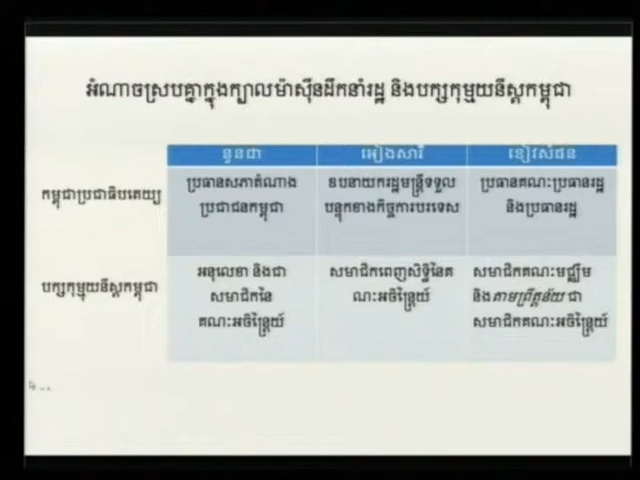 អំណាចស្របគ្នាក្នុងក្បាលម៉ាស៊ីនដឹកនាំរដ្ឋ និងបក្សកុម្មុយនីស្តកម្ពុជា
នួនជា អៀងសារី ខៀវសំផន
កម្ពុជាប្រជាធិបតេយ្យ
ប្រធានសភាតំណាង
ប្រជាជនកម្ពុជា
ឧបនាយករដ្ឋមន្ត្រីទទួល
បន្ទុកខាងកិច្ចការបរទេស
ប្រធានគណៈប្រធានរដ្ឋ
និងប្រធានរដ្ឋ
បក្សកុម្មុយនីស្តកម្ពុជា
អនុលេខា និងជា
សមាជិកនៃ
គណៈអចិន្ត្រៃយ៍
សមាជិកពេញសិទ្ធិនៃគ
ណៈអចិន្ត្រៃយ៍
សមាជិកគណៈមជ្ឈិម
និងតាមព្រឹត្តន័យ ជា
សមាជិកគណៈអចិន្ត្រៃយ៍